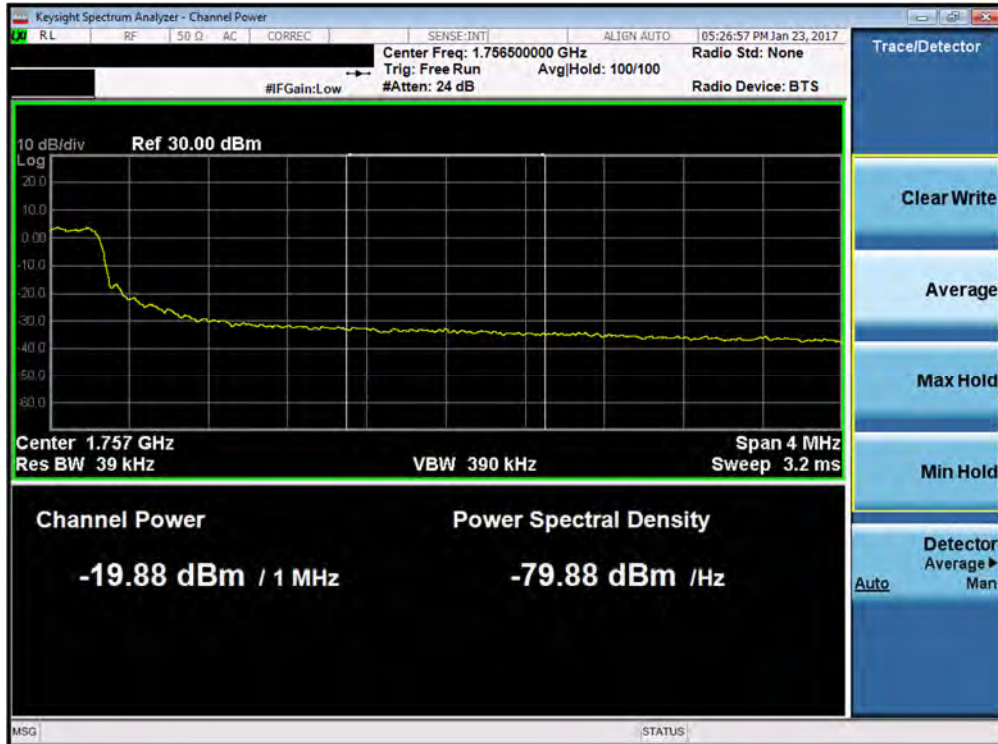 Keysight Spectrum Analyzer - Channel Power
LXI RL RF 50 Ω AC CORREC SENSE:INT ALIGN AUTO 05:26:57 PM Jan 23, 2017
Center Freq: 1.756500000 GHz Radio Std: None
Trig: Free Run Avg|Hold: 100/100
#IFGain:Low #Atten: 24 dB Radio Device: BTS
10 dB/div Ref 30.00 dBm
Log
20.0
10.0
0.00
-10.0
-20.0
-30.0
-40.0
-50.0
-60.0
Center 1.757 GHz Span 4 MHz
Res BW 39 kHz VBW 390 kHz Sweep 3.2 ms
Channel Power Power Spectral Density
-19.88 dBm / 1 MHz -79.88 dBm /Hz
MSG STATUS
Trace/Detector
Clear Write
Average
Max Hold
Min Hold
Detector
Average ▶
Auto Man